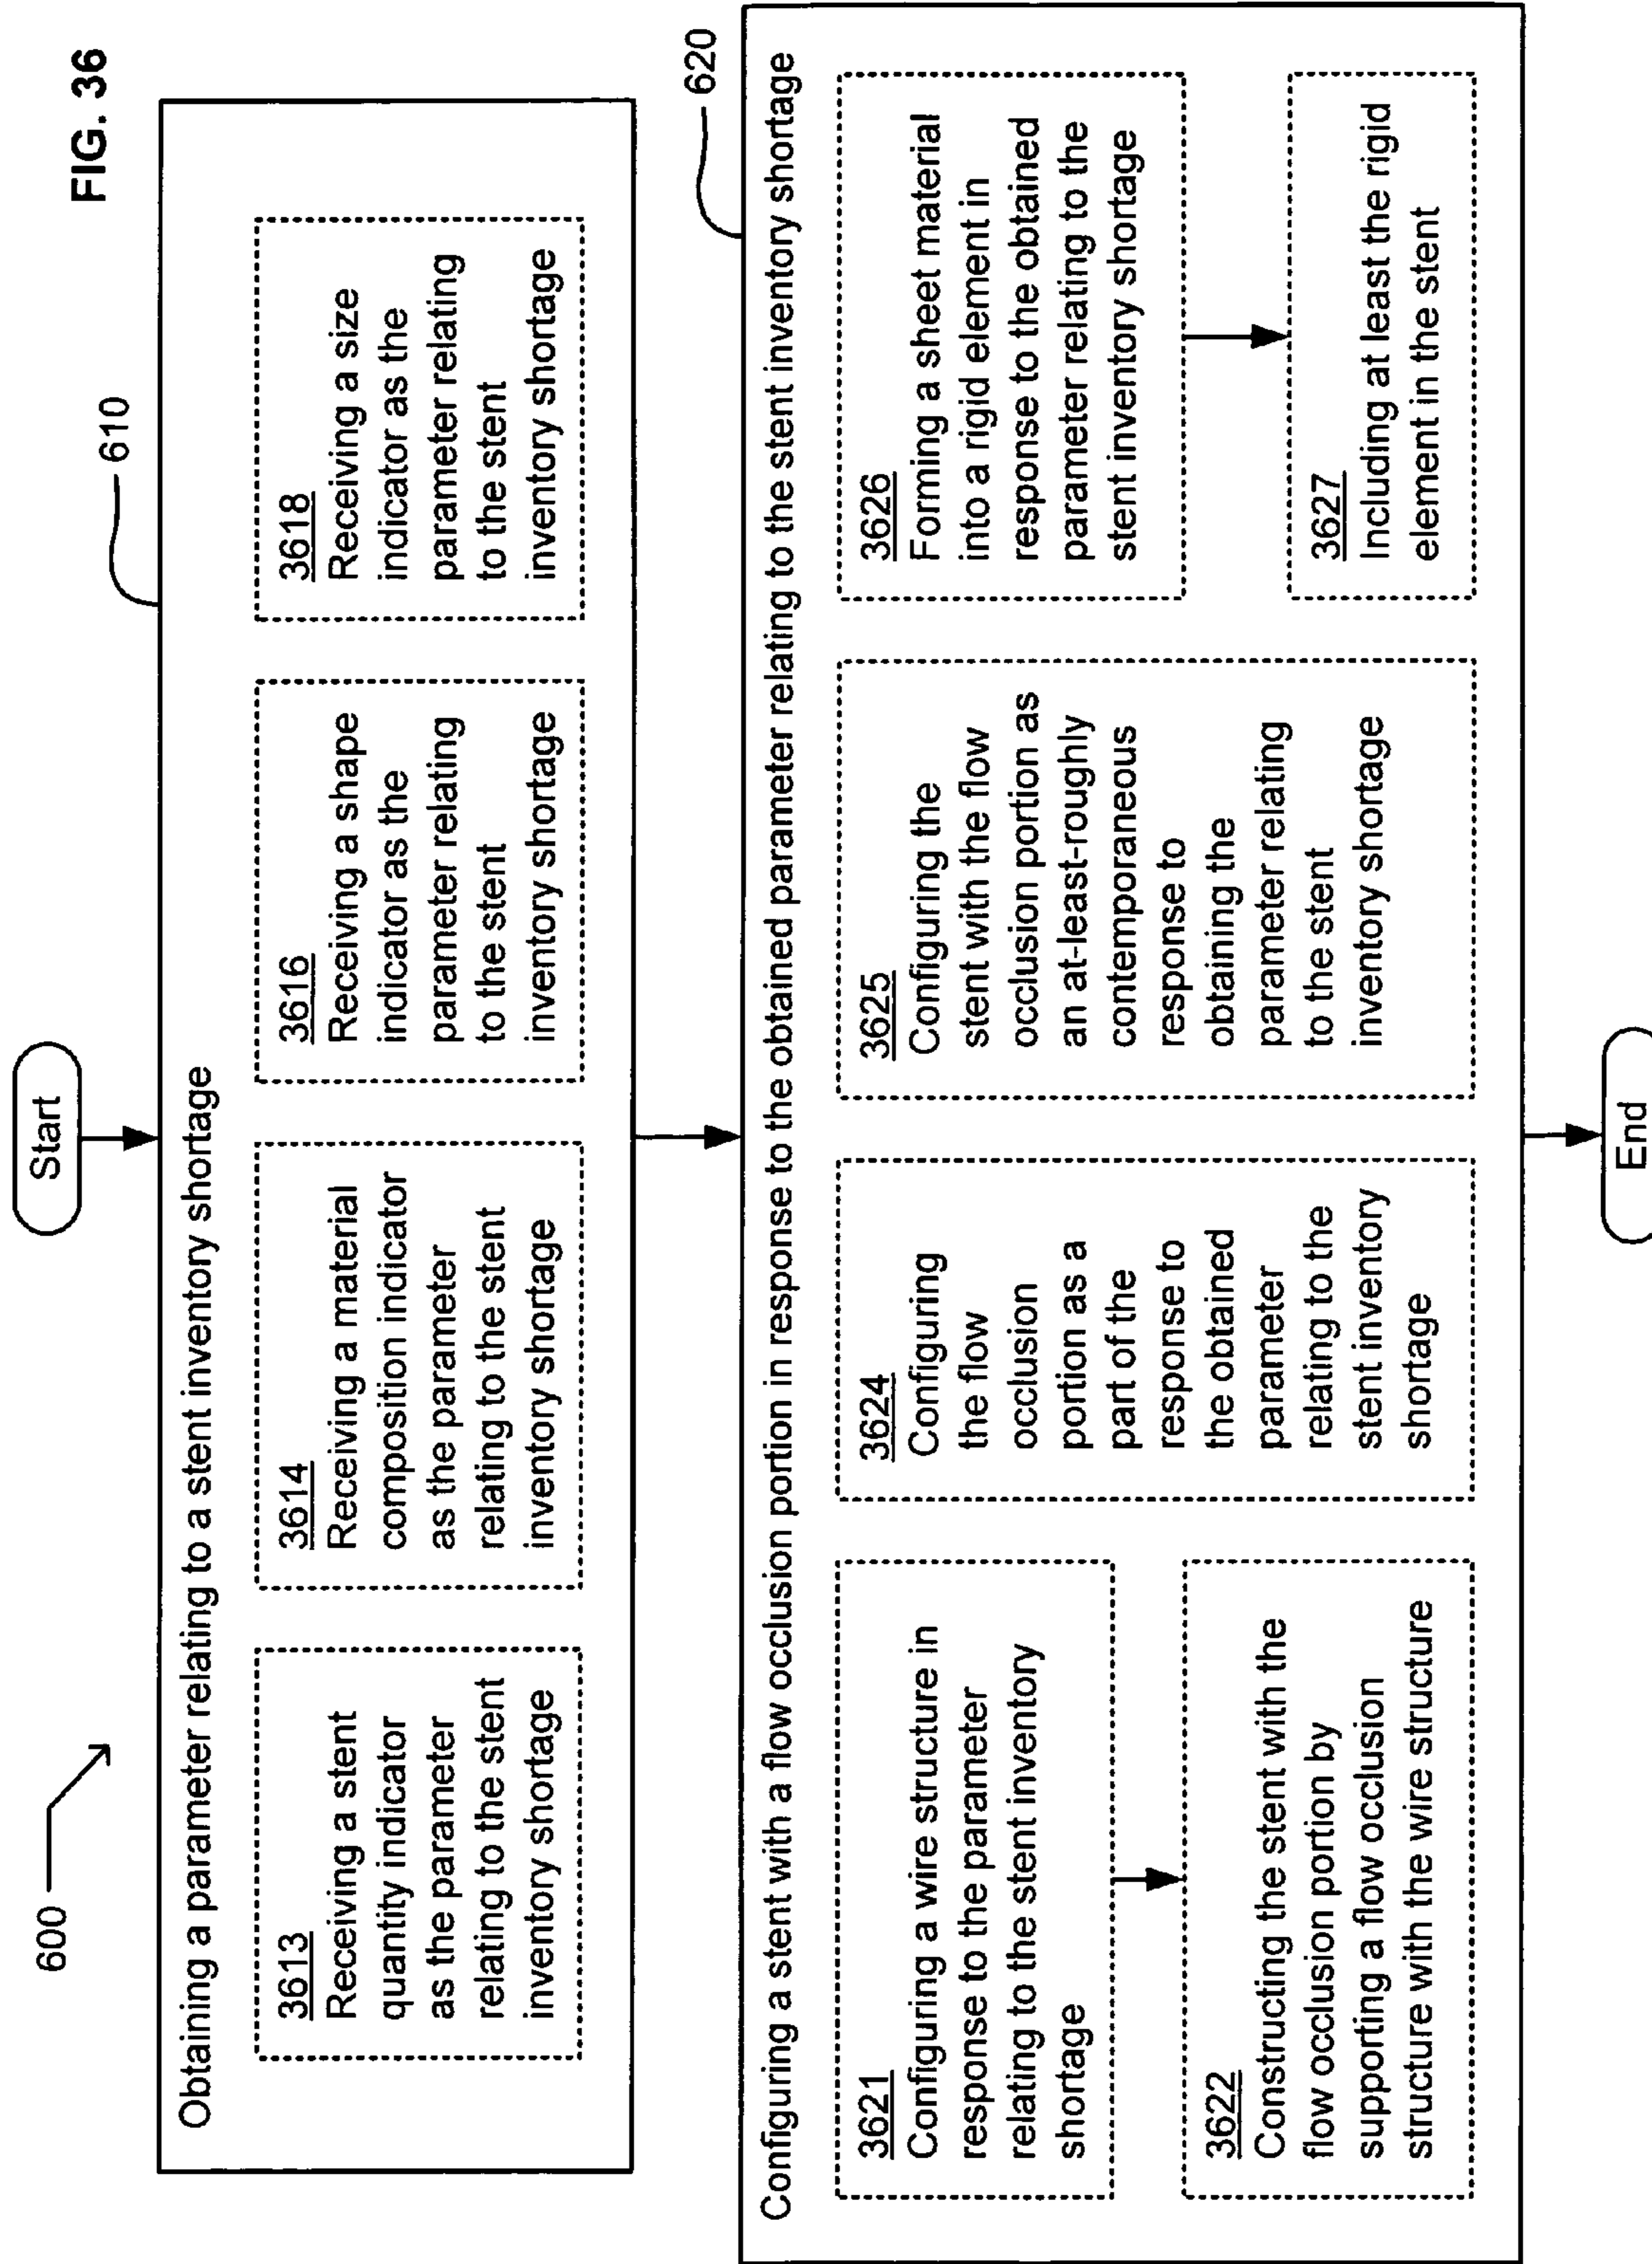 FIG. 36
600
Start
610
Obtaining a parameter relating to a stent inventory shortage
3613
Receiving a stent
quantity indicator
as the parameter
relating to the stent
inventory shortage
3614
Receiving a material
composition indicator
as the parameter
relating to the stent
inventory shortage
3616
Receiving a shape
indicator as the
parameter relating
to the stent
inventory shortage
3618
Receiving a size
indicator as the
parameter relating
to the stent
inventory shortage
620
Configuring a stent with a flow occlusion portion in response to the obtained parameter relating to the stent inventory shortage
3621
Configuring a wire structure in
response to the parameter
relating to the stent inventory
shortage
3622
Constructing the stent with the
flow occlusion portion by
supporting a flow occlusion
structure with the wire structure
3624
Configuring
the flow
occlusion
portion as a
part of the
response to
the obtained
parameter
relating to the
stent inventory
shortage
3625
Configuring the
stent with the flow
occlusion portion as
an at-least-roughly
contemporaneous
response to
obtaining the
parameter relating
to the stent
inventory shortage
3626
Forming a sheet material
into a rigid element in
response to the obtained
parameter relating to the
stent inventory shortage
3627
Including at least the rigid
element in the stent
End